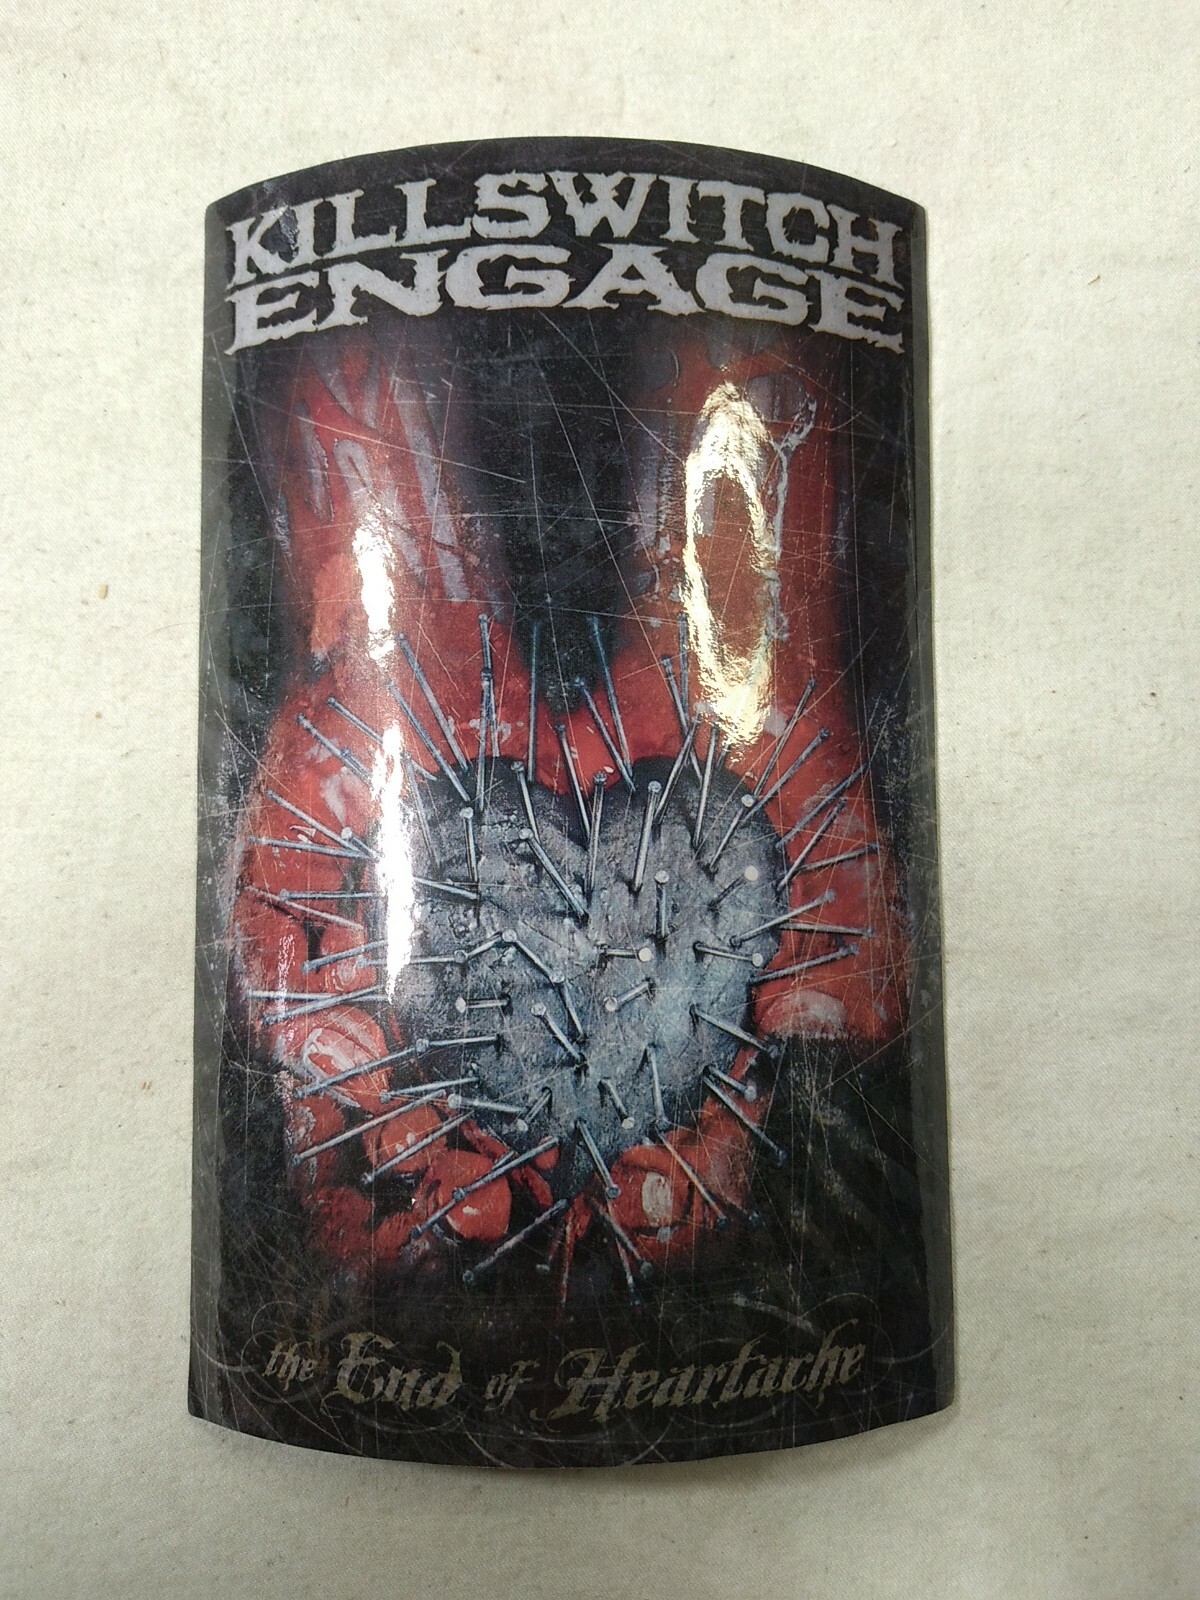 KILLSWITCH
ENGAGE
the End of Heartache